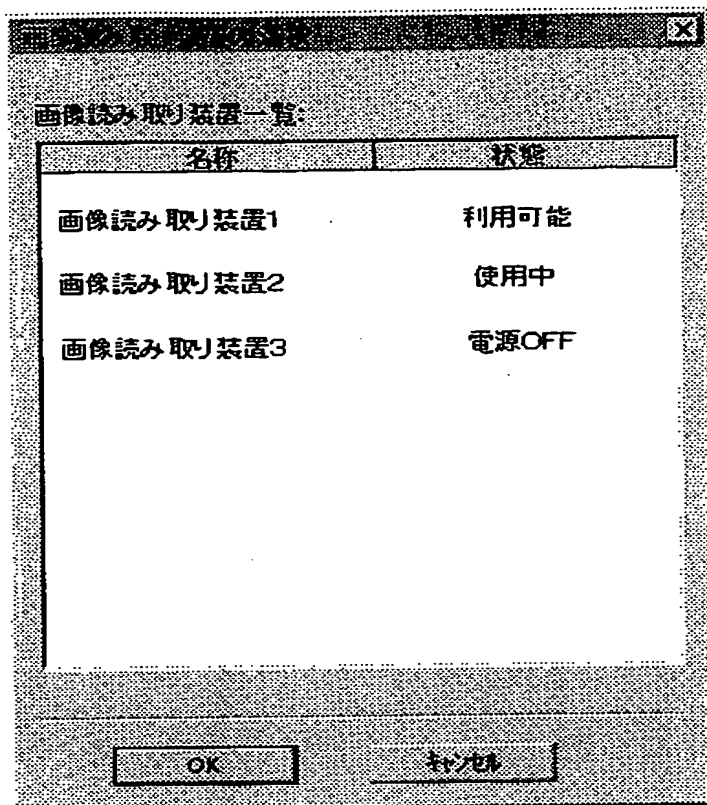 画像読み取り装置一覧:
名称 状態
画像読み取り装置1 利用可能
画像読み取り装置2 使用中
画像読み取り装置3 電源OFF
OK キャンセル